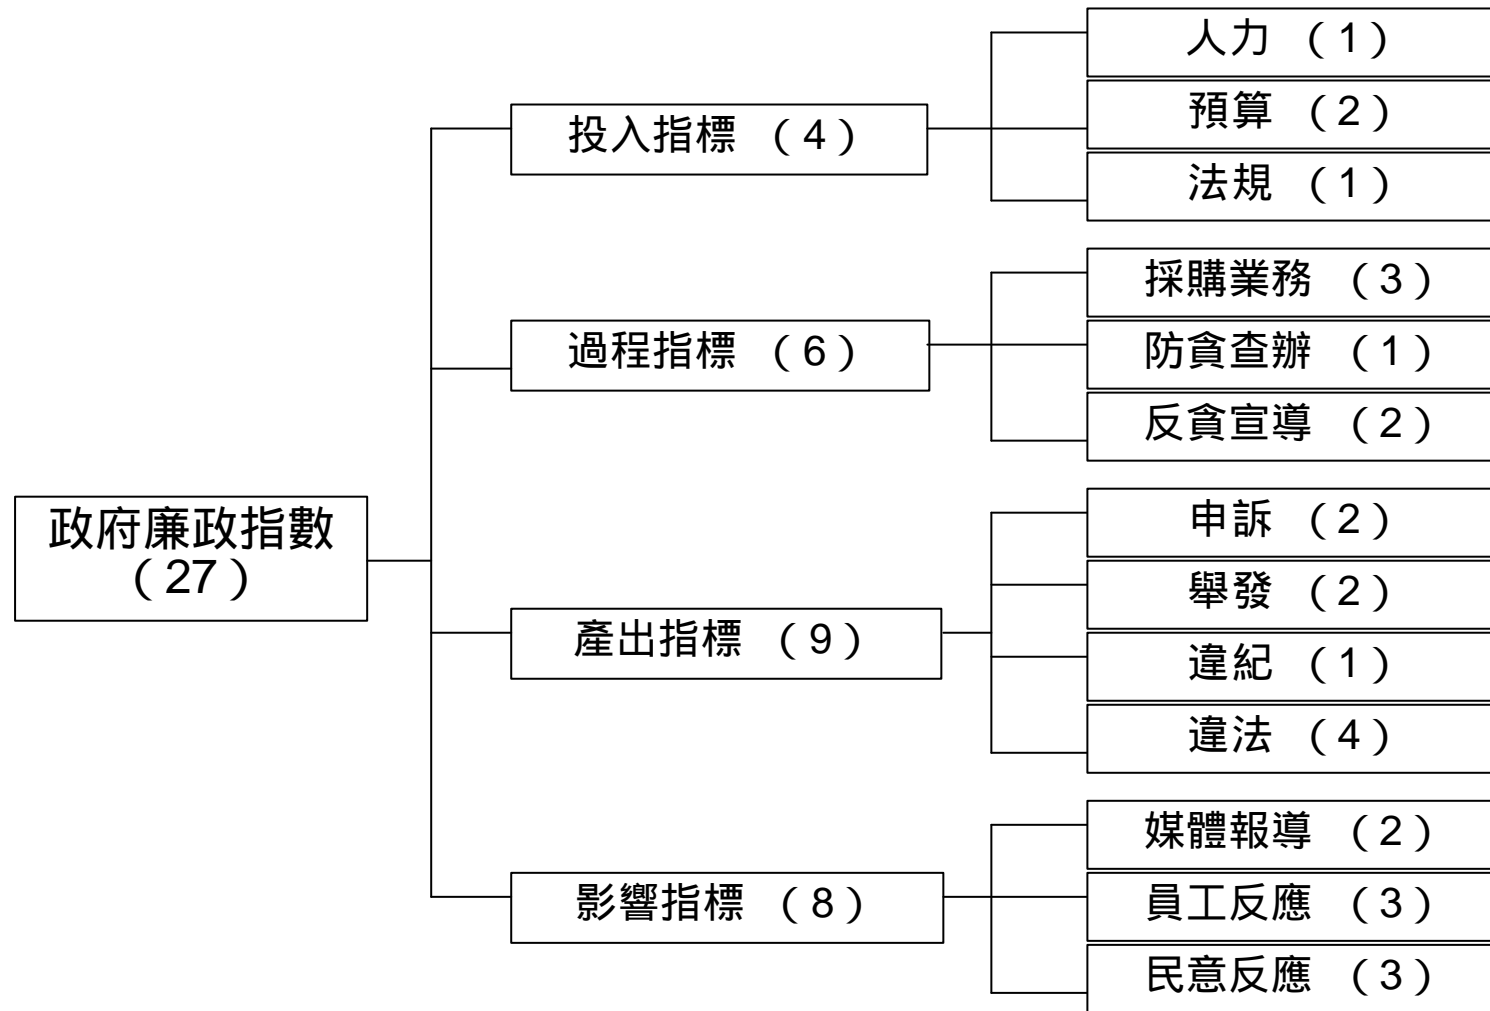 政府廉政指數
（27）
投入指標 （4）
人力 （1）
預算 （2）
法規 （1）
過程指標 （6）
採購業務 （3）
防貪查辦 （1）
反貪宣導 （2）
產出指標 （9）
申訴 （2）
舉發 （2）
違紀 （1）
違法 （4）
影響指標 （8）
媒體報導 （2）
員工反應 （3）
民意反應 （3）